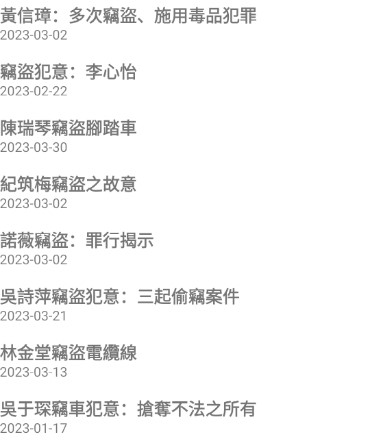 黃信璋：多次竊盜、施用毒品犯罪
2023-03-02
竊盜犯意：李心怡
2023-02-22
陳瑞琴竊盜腳踏車
2023-03-30
紀筑梅竊盜之故意
2023-03-02
諾薇竊盜：罪行揭示
2023-03-02
吳詩萍竊盜犯意：三起偷竊案件
2023-03-21
林金堂竊盜電纜線
2023-03-13
吳于琛竊車犯意：搶奪不法之所有
2023-01-17